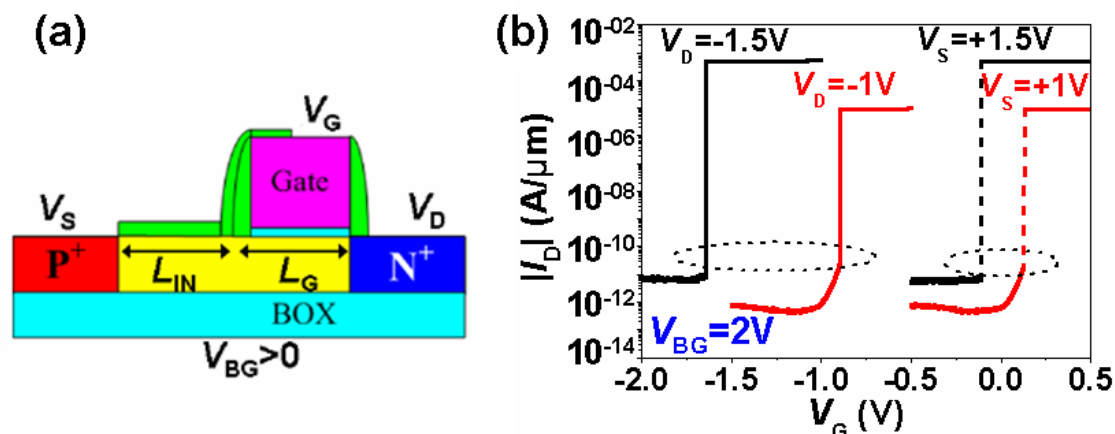 (a)
V_G
Gate
V_S
V_D
P+
L_IN
L_G
N+
BOX
V_BG>0
(b)
|I_D| (A/μm)
10^-02
10^-04
10^-06
10^-08
10^-10
10^-12
10^-14
V_D=-1.5V
V_S=+1.5V
V_D=-1V
V_S=+1V
V_BG=2V
-2.0 -1.5 -1.0 -0.5 0.0 0.5
V_G (V)